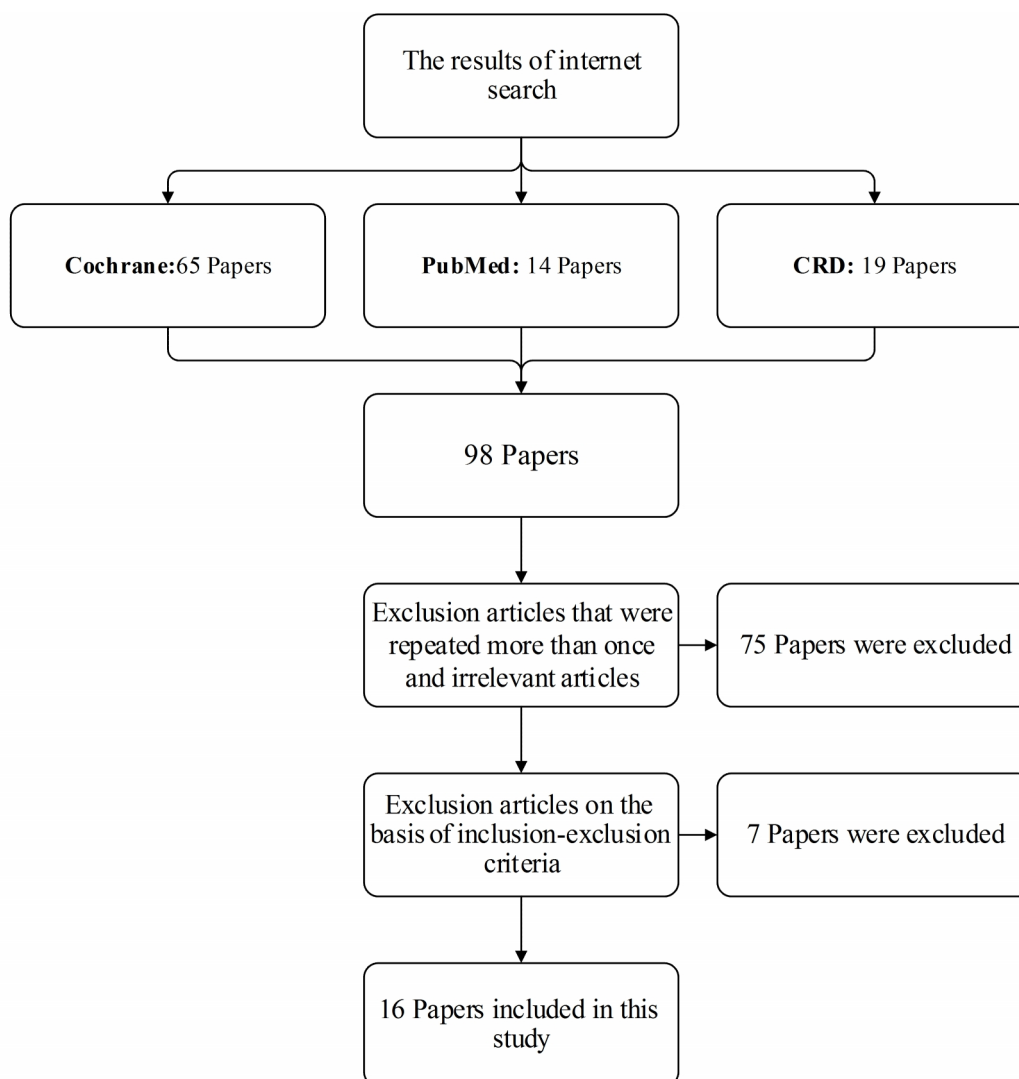 The results of internet
search
Cochrane:65 Papers
PubMed: 14 Papers
CRD: 19 Papers
98 Papers
Exclusion articles that were
repeated more than once
and irrelevant articles
75 Papers were excluded
Exclusion articles on the
basis of inclusion-exclusion
criteria
7 Papers were excluded
16 Papers included in this
study